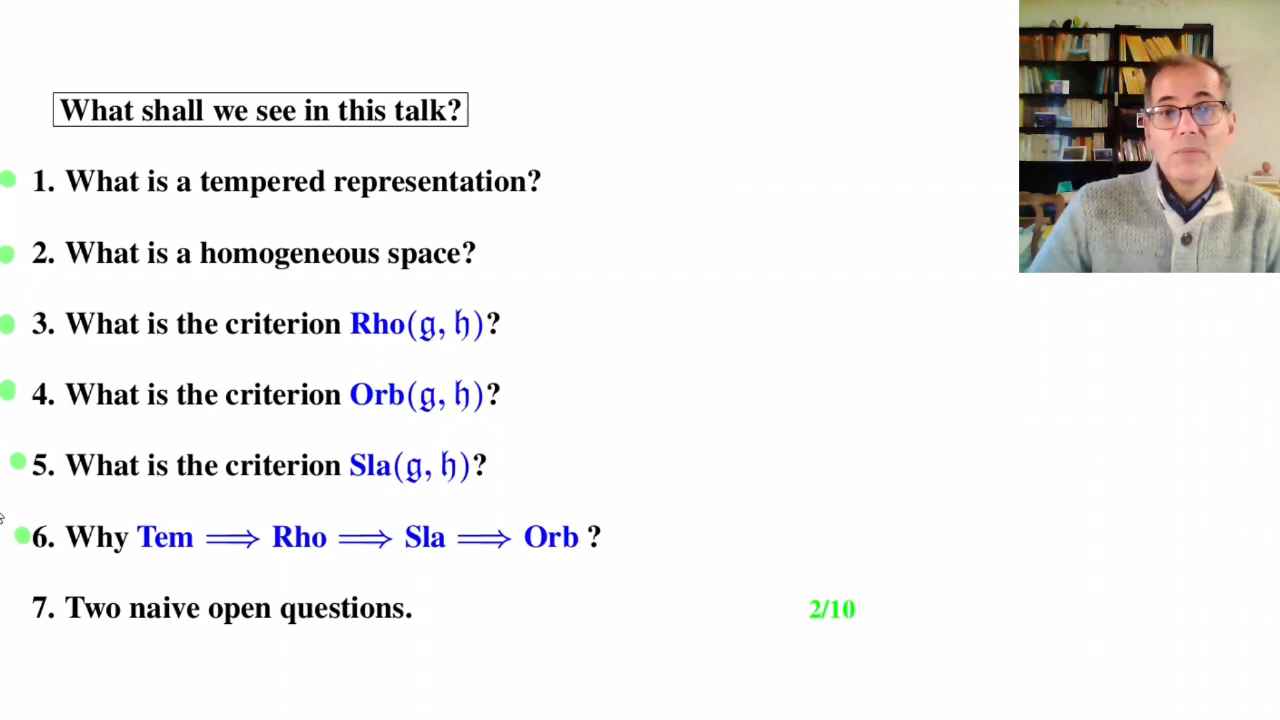 What shall we see in this talk?
1. What is a tempered representation?
2. What is a homogeneous space?
3. What is the criterion Rho(𝔤, 𝔥)?
4. What is the criterion Orb(𝔤, 𝔥)?
5. What is the criterion Sla(𝔤, 𝔥)?
6. Why Tem ⟹ Rho ⟹ Sla ⟹ Orb ?
7. Two naive open questions.
2/10